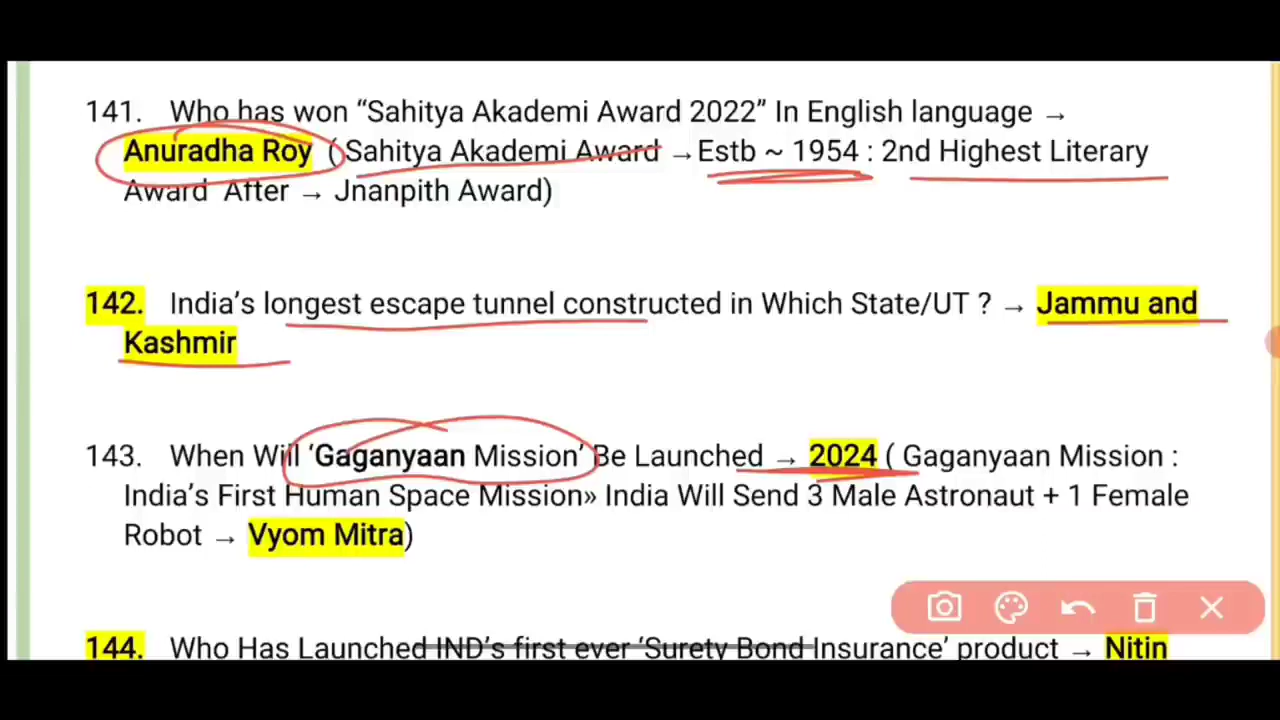 141. Who has won “Sahitya Akademi Award 2022” In English language →
Anuradha Roy ( Sahitya Akademi Award →Estb ~ 1954 : 2nd Highest Literary
Award After → Jnanpith Award)
142. India’s longest escape tunnel constructed in Which State/UT ? → Jammu and
Kashmir
143. When Will ‘Gaganyaan Mission’ Be Launched → 2024 ( Gaganyaan Mission :
India’s First Human Space Mission» India Will Send 3 Male Astronaut + 1 Female
Robot → Vyom Mitra)
144. Who Has Launched IND’s first ever ‘Surety Bond Insurance’ product → Nitin